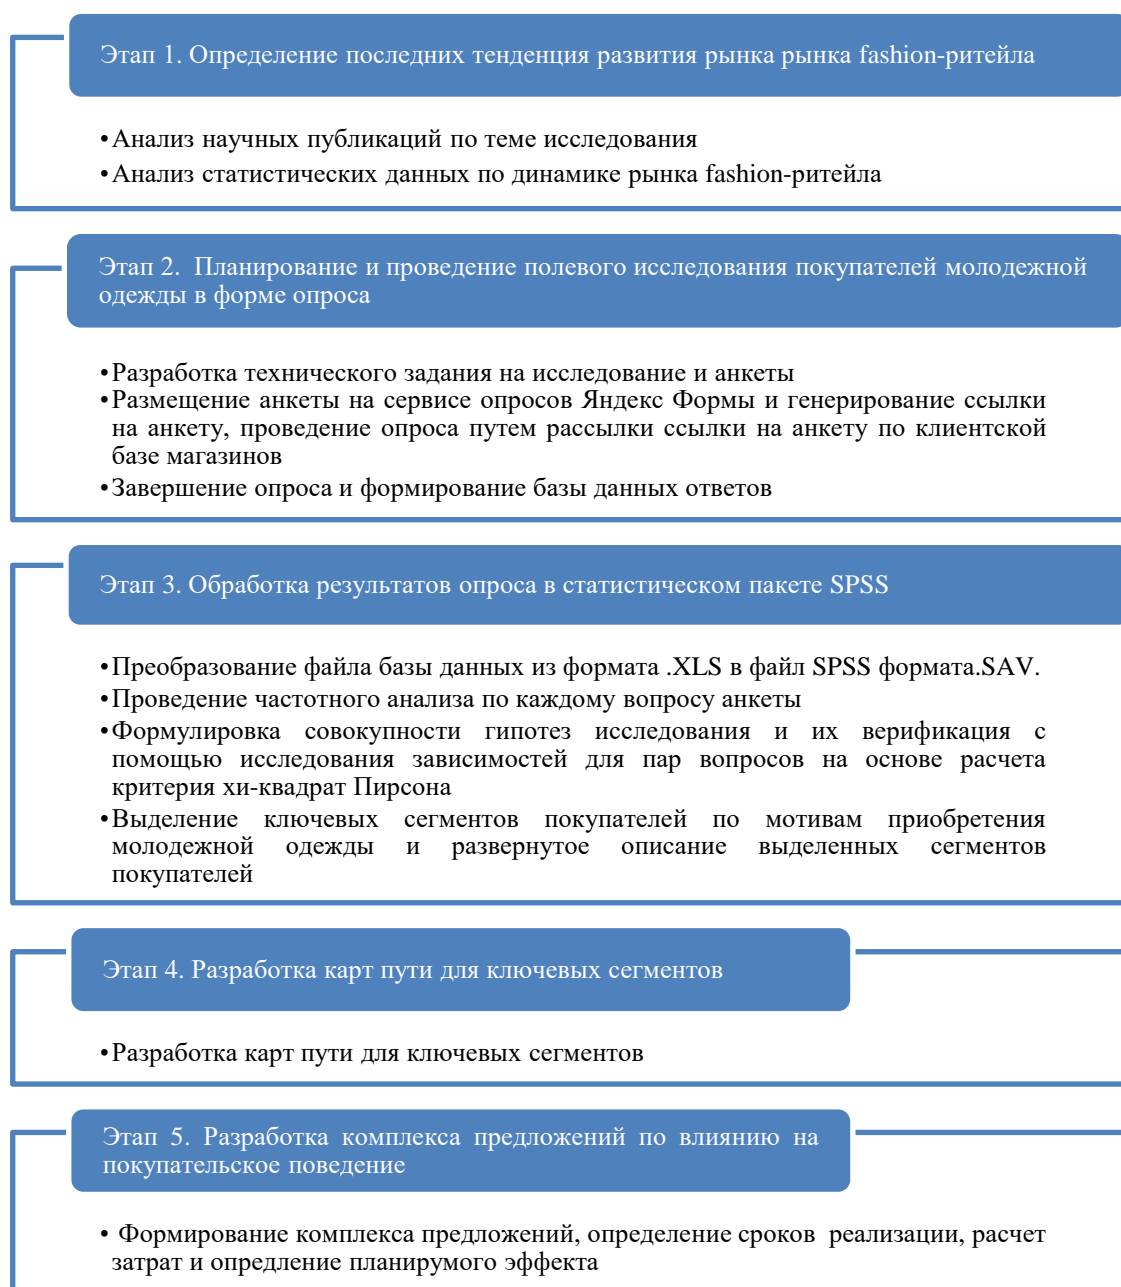 Этап 1. Определение последних тенденция развития рынка рынка fashion-ритейла
•Анализ научных публикаций по теме исследования
•Анализ статистических данных по динамике рынка fashion-ритейла
Этап 2. Планирование и проведение полевого исследования покупателей молодежной
одежды в форме опроса
•Разработка технического задания на исследование и анкеты
•Размещение анкеты на сервисе опросов Яндекс Формы и генерирование ссылки
на анкету, проведение опроса путем рассылки ссылки на анкету по клиентской
базе магазинов
•Завершение опроса и формирование базы данных ответов
Этап 3. Обработка результатов опроса в статистическом пакете SPSS
•Преобразование файла базы данных из формата .XLS в файл SPSS формата.SAV.
•Проведение частотного анализа по каждому вопросу анкеты
•Формулировка совокупности гипотез исследования и их верификация с
помощью исследования зависимостей для пар вопросов на основе расчета
критерия хи-квадрат Пирсона
•Выделение ключевых сегментов покупателей по мотивам приобретения
молодежной одежды и развернутое описание выделенных сегментов
покупателей
Этап 4. Разработка карт пути для ключевых сегментов
•Разработка карт пути для ключевых сегментов
Этап 5. Разработка комплекса предложений по влиянию на
покупательское поведение
• Формирование комплекса предложений, определение сроков реализации, расчет
затрат и опредление планирумого эффекта